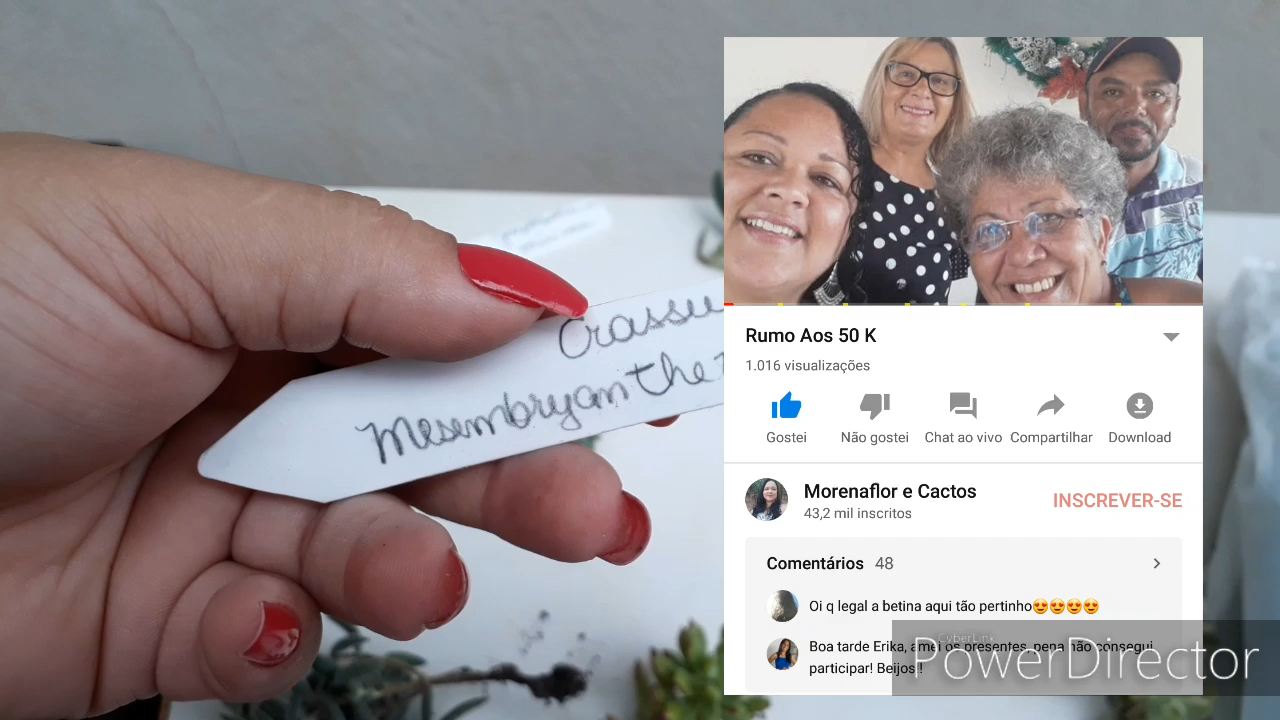 Crassu
Mesembryanthe
Rumo Aos 50 K
1.016 visualizações
Gostei
Não gostei
Chat ao vivo
Compartilhar
Download
Morenaflor e Cactos
43,2 mil inscritos
INSCREVER-SE
Comentários 48
Oi q legal a betina aqui tão pertinho😍😍😍😍
Boa tarde Erika, amei os presentes, pena não consegui
participar! Beijos!!
CyberLink
PowerDirector